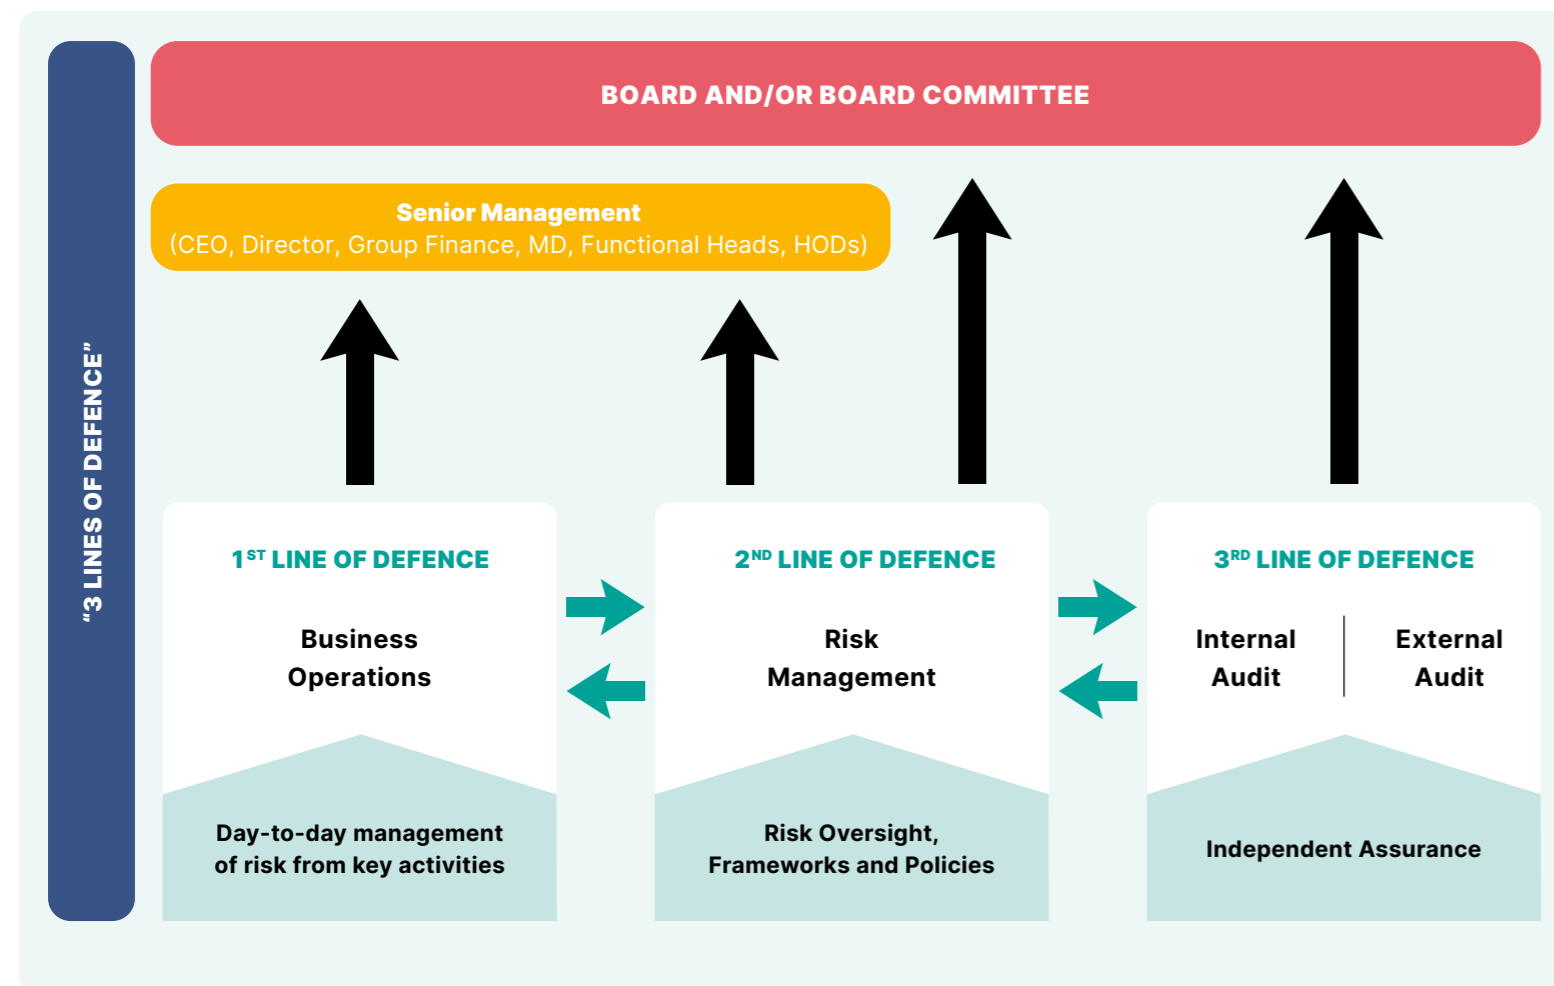 “3 LINES OF DEFENCE”
BOARD AND/OR BOARD COMMITTEE
Senior Management
(CEO, Director, Group Finance, MD, Functional Heads, HODs)
1ST LINE OF DEFENCE
Business
Operations
Day-to-day management
of risk from key activities
2ND LINE OF DEFENCE
Risk
Management
Risk Oversight,
Frameworks and Policies
3RD LINE OF DEFENCE
Internal
Audit
External
Audit
Independent Assurance